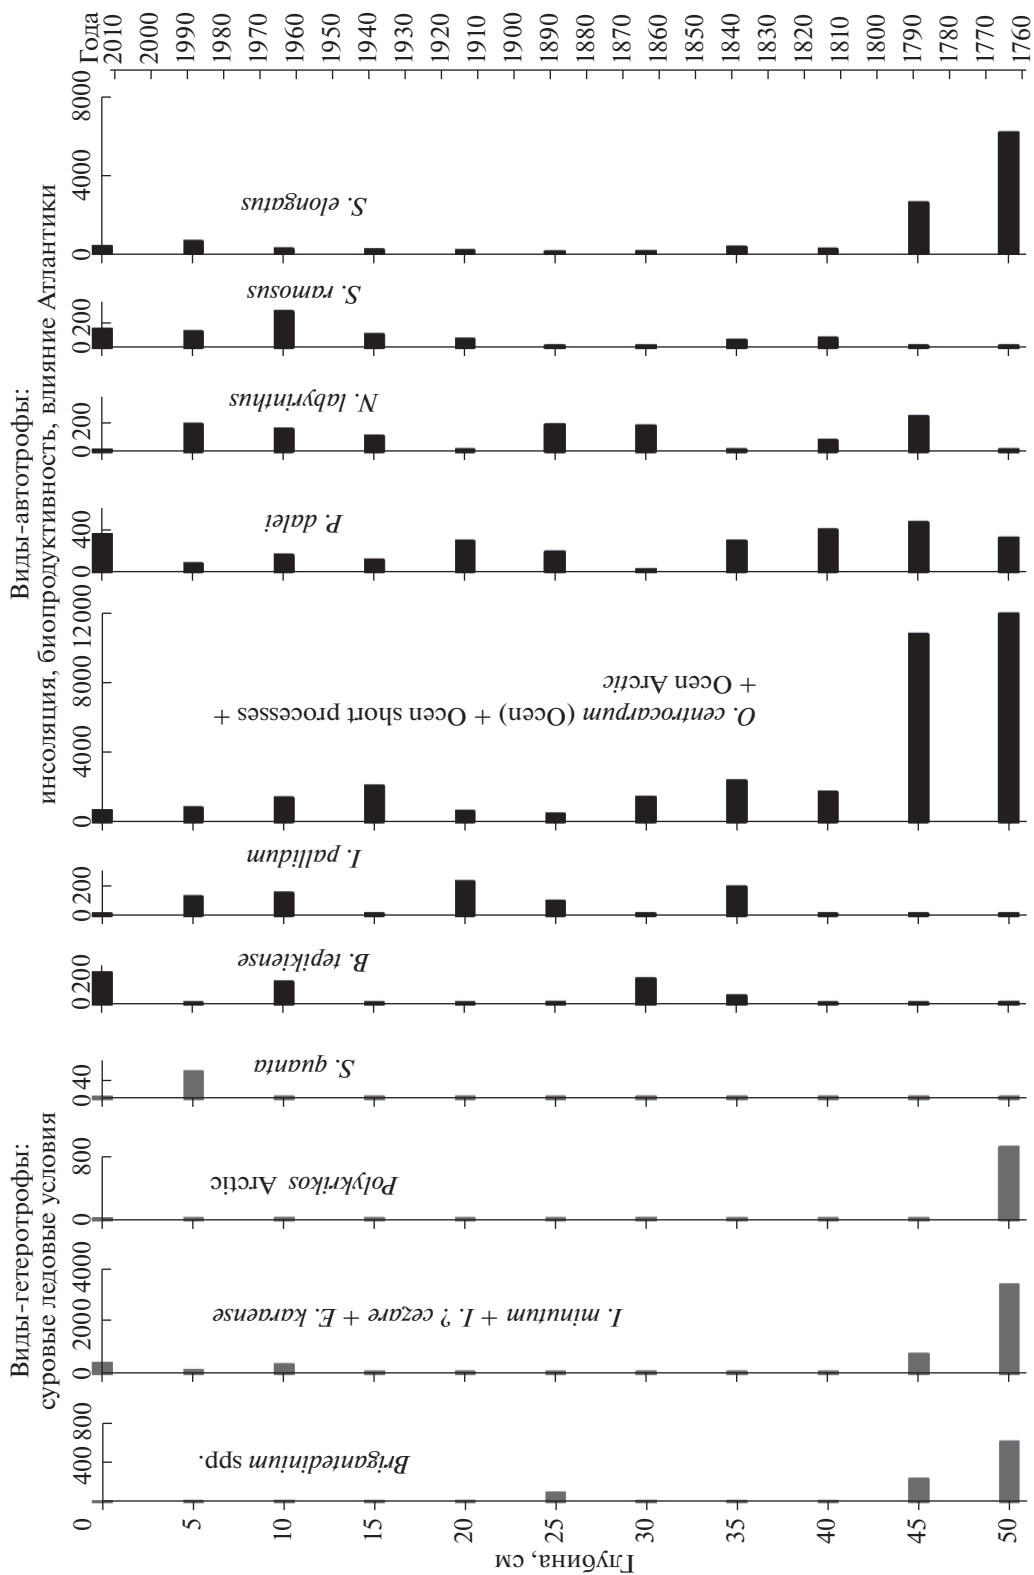 Виды-гетеротрофы:
суровые ледовые условия
Виды-автотрофы:
инсоляция, биопродуктивность, влияние Атлантики
Глубина, см
0
5
10
15
20
25
30
35
40
45
50
Brigantedinium spp.
400 800
I. minutum + I. ? cezare + E. karaense
0 2000 4000
Polykrikos Arctic
0 800
S. quanta
0 40
B. tepikiense
0 200
I. pallidum
0 200
O. centrocarpum (Ocen) + Ocen short processes +
+ Ocen Arctic
0 4000 8000 12000
P. dalei
0 400
N. labyrinthus
0 200
S. ramosus
0 200
S. elongatus
0 4000 8000
Года
2010
2000
1990
1980
1970
1960
1950
1940
1930
1920
1910
1900
1890
1880
1870
1860
1850
1840
1830
1820
1810
1800
1790
1780
1770
1760